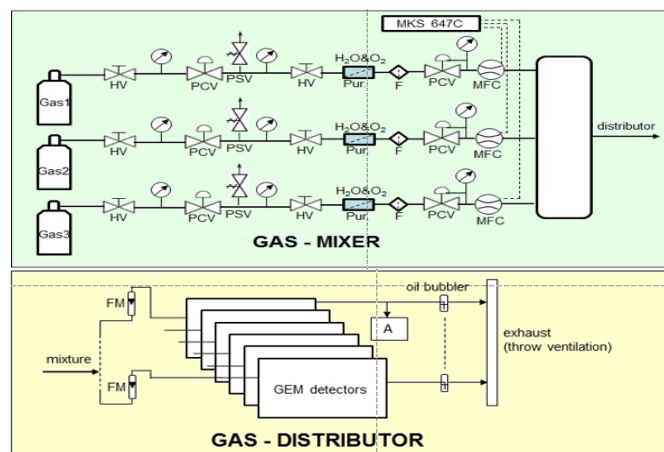 MKS 647C
Gas1
HV
PCV
PSV
HV
H₂O&O₂
Pur.
F
PCV
MFC
Gas2
HV
PCV
PSV
HV
H₂O&O₂
Pur.
F
PCV
MFC
distributor
Gas3
HV
PCV
PSV
HV
H₂O&O₂
Pur.
F
PCV
MFC
GAS - MIXER
FM
oil bubbler
A
mixture
exhaust
(throw ventilation)
FM
GEM detectors
GAS - DISTRIBUTOR